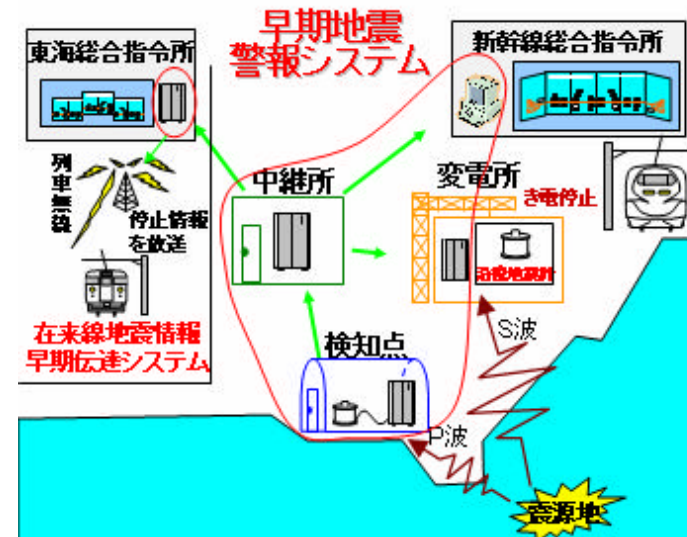 早期地震
警報システム
東海総合指令所
新幹線総合指令所
列車無線
停止情報
を放送
中継所
変電所
き電停止
沿線地震計
在来線地震情報
早期伝達システム
検知点
S波
P波
震源地